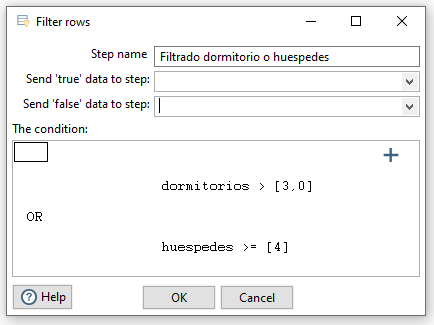 Filter rows
Step name Filtrado dormitorio o huespedes
Send 'true' data to step:
Send 'false' data to step:
The condition:
dormitorios > [3,0]
OR
huespedes >= [4]
Help OK Cancel